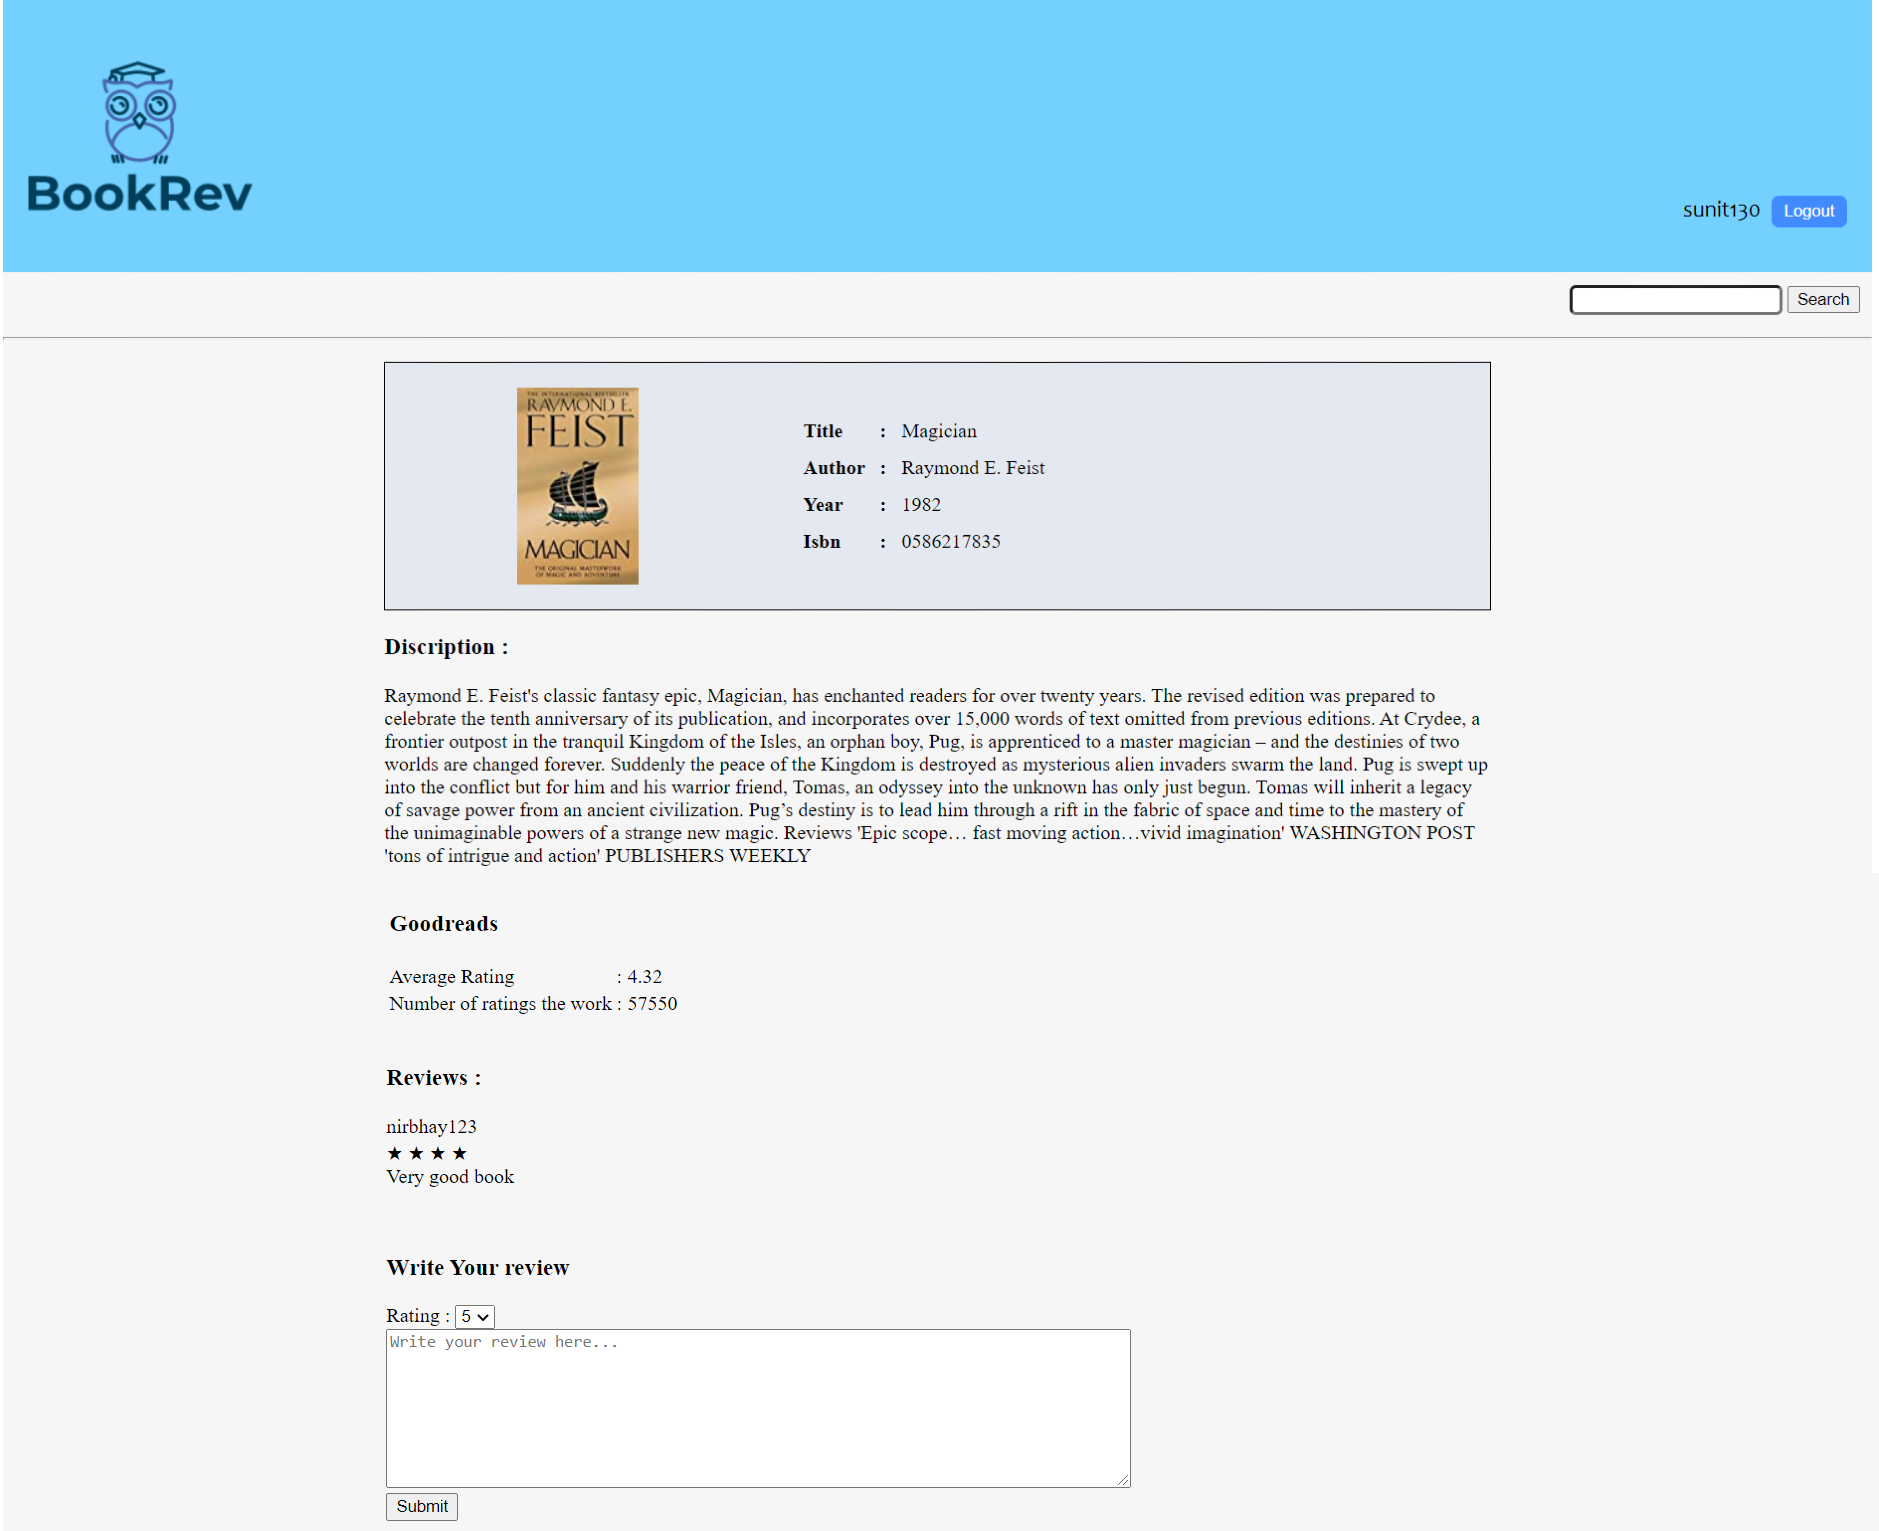 BookRev
sunit130 Logout
Search
THE INTERNATIONAL BESTSELLER
RAYMOND E.
FEIST
MAGICIAN
THE ORIGINAL MASTERWORK
OF MAGIC AND ADVENTURE
Title : Magician
Author : Raymond E. Feist
Year : 1982
Isbn : 0586217835
Discription :
Raymond E. Feist's classic fantasy epic, Magician, has enchanted readers for over twenty years. The revised edition was prepared to
celebrate the tenth anniversary of its publication, and incorporates over 15,000 words of text omitted from previous editions. At Crydee, a
frontier outpost in the tranquil Kingdom of the Isles, an orphan boy, Pug, is apprenticed to a master magician – and the destinies of two
worlds are changed forever. Suddenly the peace of the Kingdom is destroyed as mysterious alien invaders swarm the land. Pug is swept up
into the conflict but for him and his warrior friend, Tomas, an odyssey into the unknown has only just begun. Tomas will inherit a legacy
of savage power from an ancient civilization. Pug’s destiny is to lead him through a rift in the fabric of space and time to the mastery of
the unimaginable powers of a strange new magic. Reviews 'Epic scope… fast moving action…vivid imagination' WASHINGTON POST
'tons of intrigue and action' PUBLISHERS WEEKLY
Goodreads
Average Rating : 4.32
Number of ratings the work : 57550
Reviews :
nirbhay123
★ ★ ★ ★
Very good book
Write Your review
Rating : 5
Write your review here...
Submit